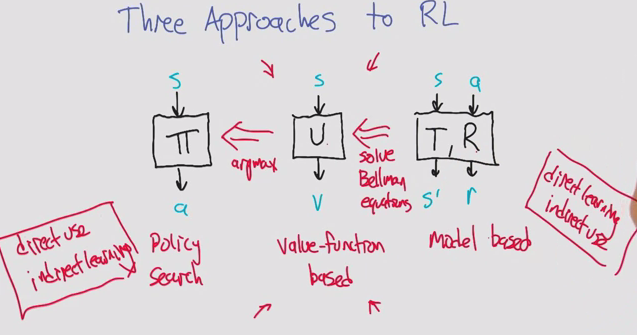 Three Approaches to RL
s
s
s a
π
U
T, R
argmax
solve
Bellman
equations
a
v
s' r
Policy
Search
Value-function
based
Model based
direct use
indirect learning
direct learning
indirect use